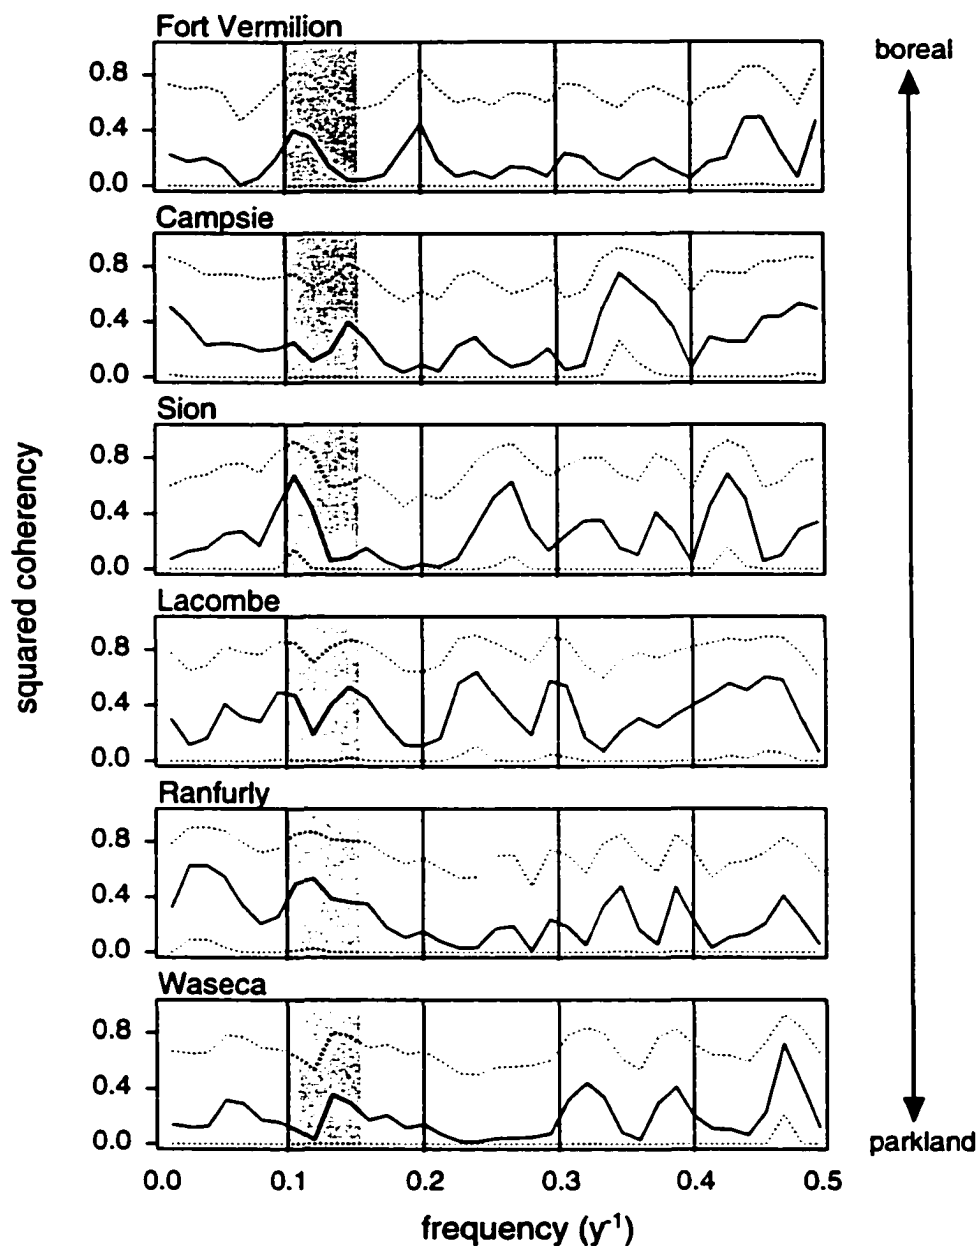 Fort Vermilion
boreal
0.8
0.4
0.0
Campsie
0.8
0.4
0.0
Sion
0.8
0.4
0.0
squared coherency
Lacombe
0.8
0.4
0.0
Ranfurly
0.8
0.4
0.0
Waseca
0.8
0.4
0.0
parkland
0.0 0.1 0.2 0.3 0.4 0.5
frequency (y⁻¹)